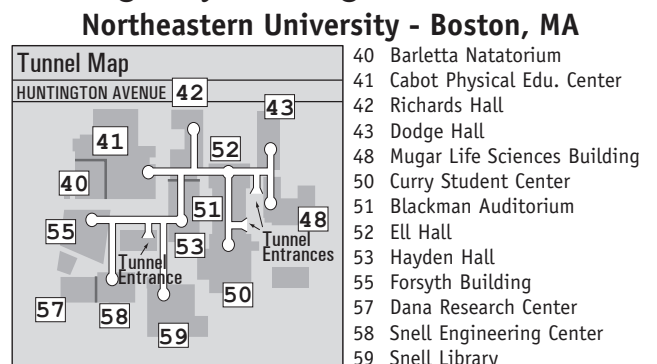 Northeastern University - Boston, MA
Tunnel Map
HUNTINGTON AVENUE
42
43
41
52
40
51
48
55
53
Tunnel
Entrance
Tunnel
Entrances
50
57
58
59
40 Barletta Natatorium
41 Cabot Physical Edu. Center
42 Richards Hall
43 Dodge Hall
48 Mugar Life Sciences Building
50 Curry Student Center
51 Blackman Auditorium
52 Ell Hall
53 Hayden Hall
55 Forsyth Building
57 Dana Research Center
58 Snell Engineering Center
59 Snell Library